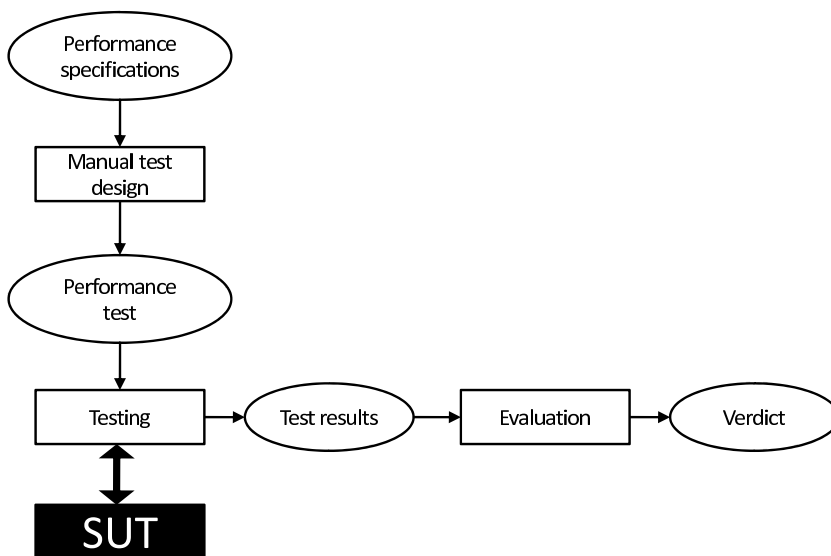 Performance
specifications
Manual test
design
Performance
test
Testing
Test results
Evaluation
Verdict
SUT